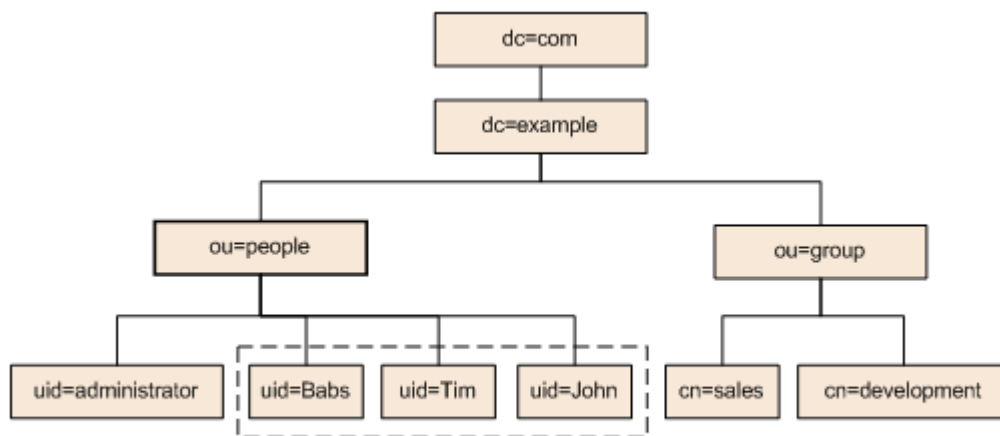 dc=com
dc=example
ou=people
ou=group
uid=administrator
uid=Babs
uid=Tim
uid=John
cn=sales
cn=development